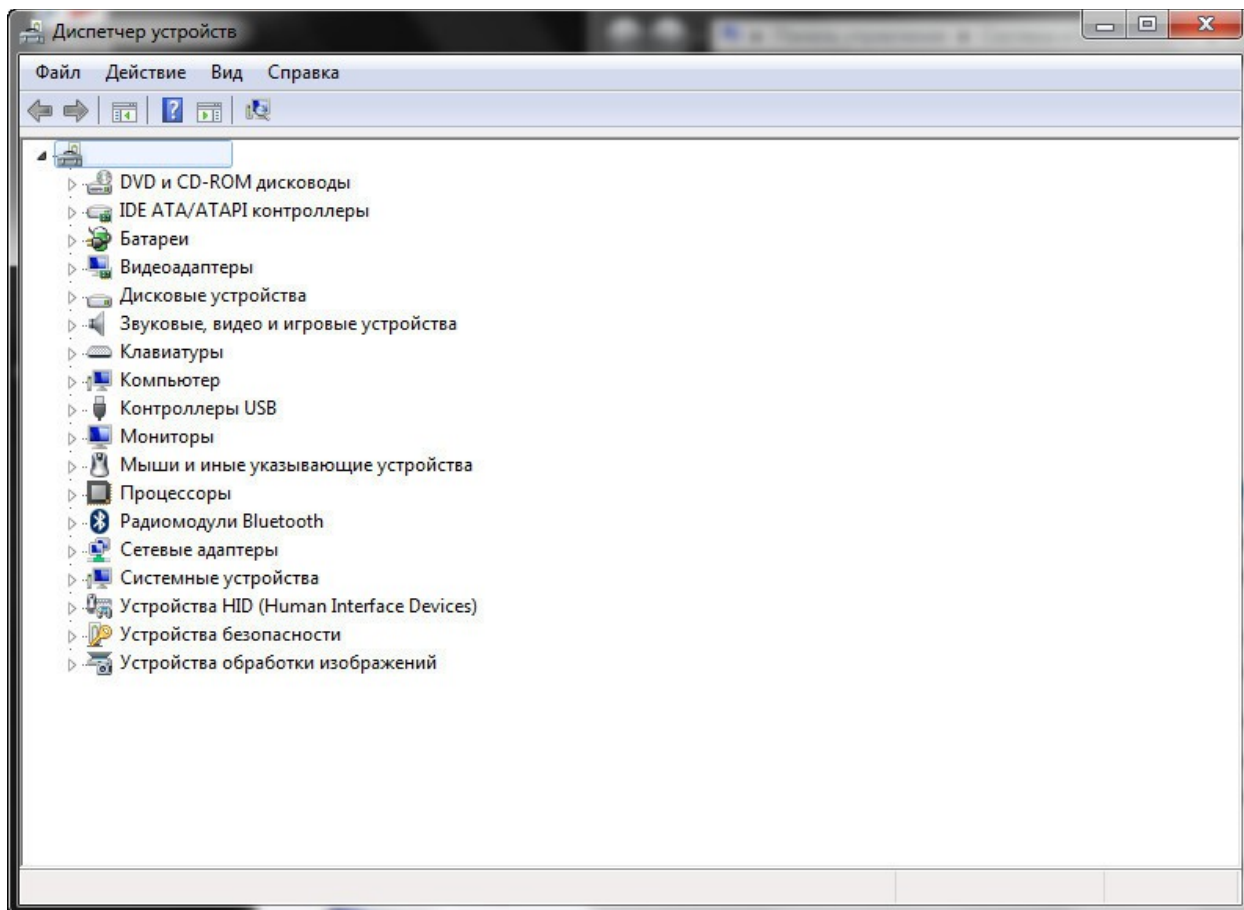 Диспетчер устройств
Файл Действие Вид Справка
DVD и CD-ROM дисководы
IDE ATA/ATAPI контроллеры
Батареи
Видеоадаптеры
Дисковые устройства
Звуковые, видео и игровые устройства
Клавиатуры
Компьютер
Контроллеры USB
Мониторы
Мыши и иные указывающие устройства
Процессоры
Радиомодули Bluetooth
Сетевые адаптеры
Системные устройства
Устройства HID (Human Interface Devices)
Устройства безопасности
Устройства обработки изображений